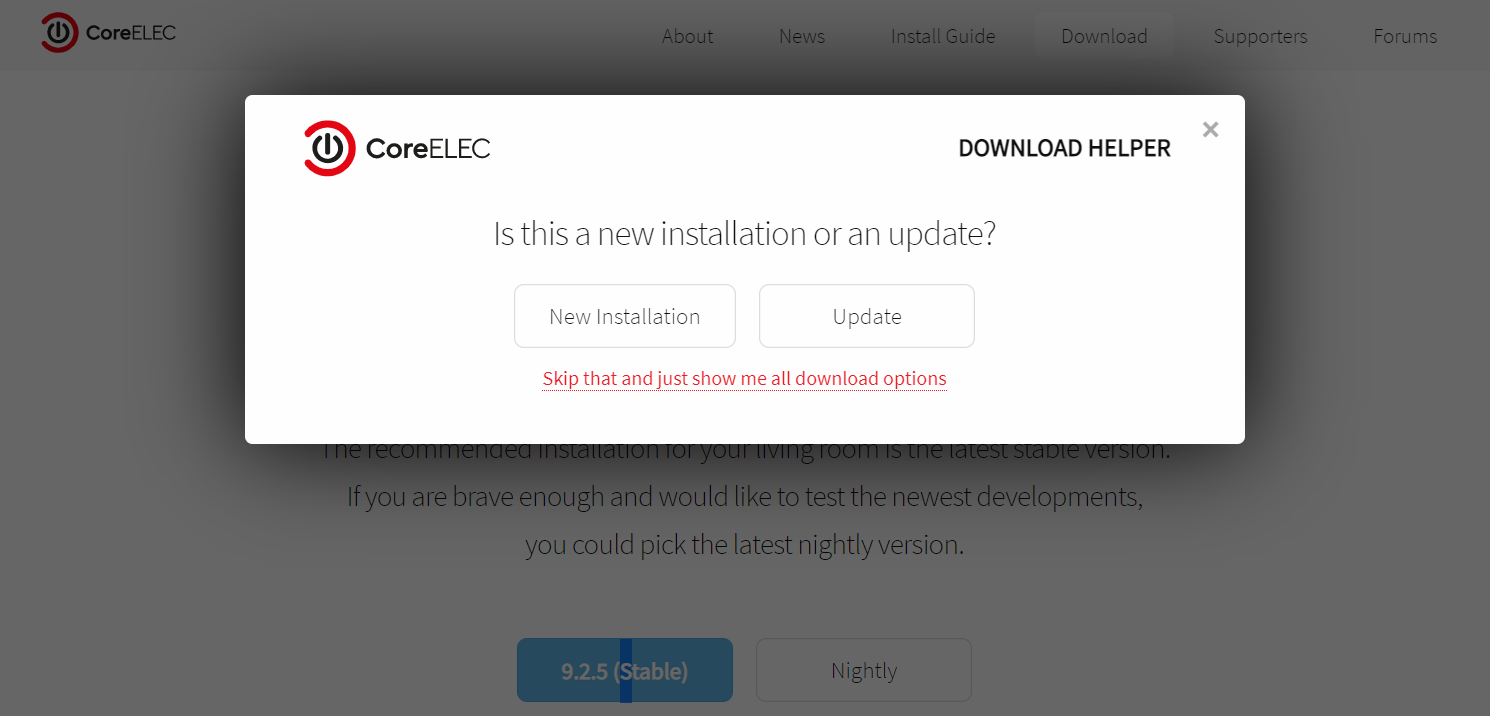 CoreELEC
About News Install Guide Download Supporters Forums
CoreELEC
DOWNLOAD HELPER ×
Is this a new installation or an update?
New Installation Update
Skip that and just show me all download options
The recommended installation for your living room is the latest stable version.
If you are brave enough and would like to test the newest developments,
you could pick the latest nightly version.
9.2.5 (Stable) Nightly